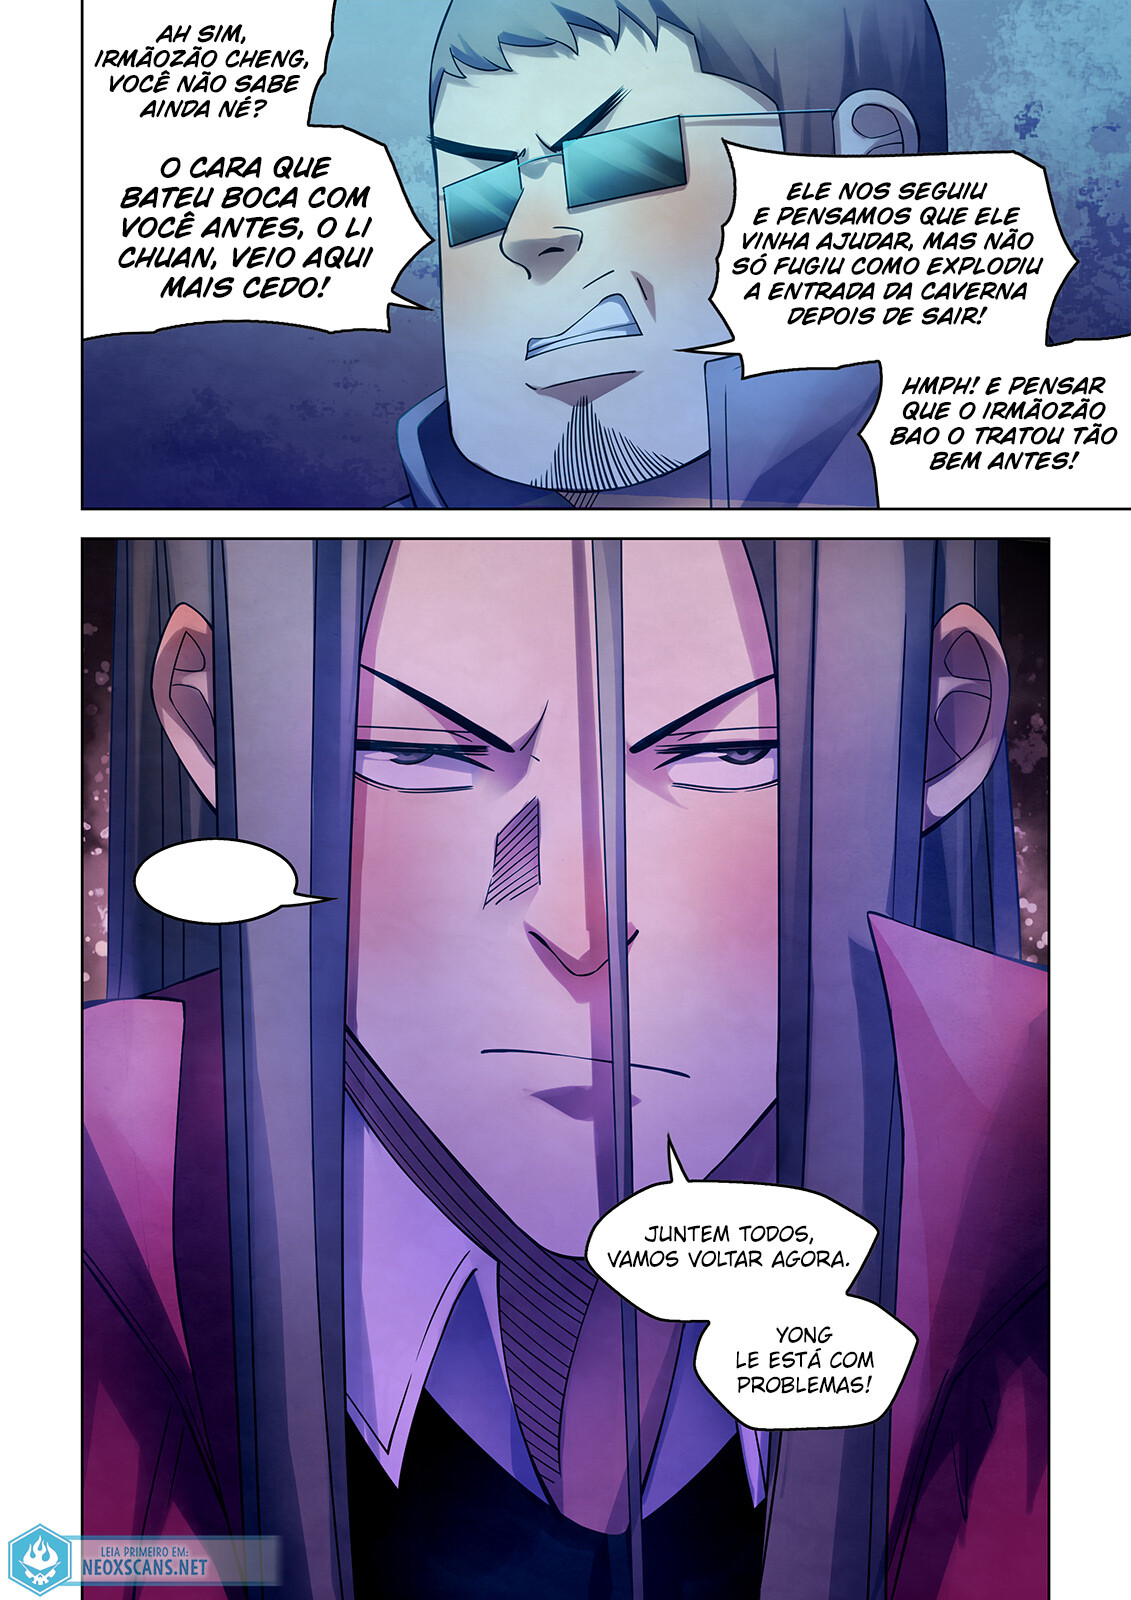 AH SIM,
IRMÃOZÃO CHENG,
VOCÊ NÃO SABE
AINDA NÉ?
O CARA QUE
BATEU BOCA COM
VOCÊ ANTES, O LI
CHUAN, VEIO AQUI
MAIS CEDO!
ELE NOS SEGUIU
E PENSAMOS QUE ELE
VINHA AJUDAR, MAS NÃO
SÓ FUGIU COMO EXPLODIU
A ENTRADA DA CAVERNA
DEPOIS DE SAIR!
HMPH! E PENSAR
QUE O IRMÃOZÃO
BAO O TRATOU TÃO
BEM ANTES!
JUNTEM TODOS,
VAMOS VOLTAR AGORA.
YONG
LE ESTÁ COM
PROBLEMAS!
LEIA PRIMEIRO EM:
NEOXSCANS.NET